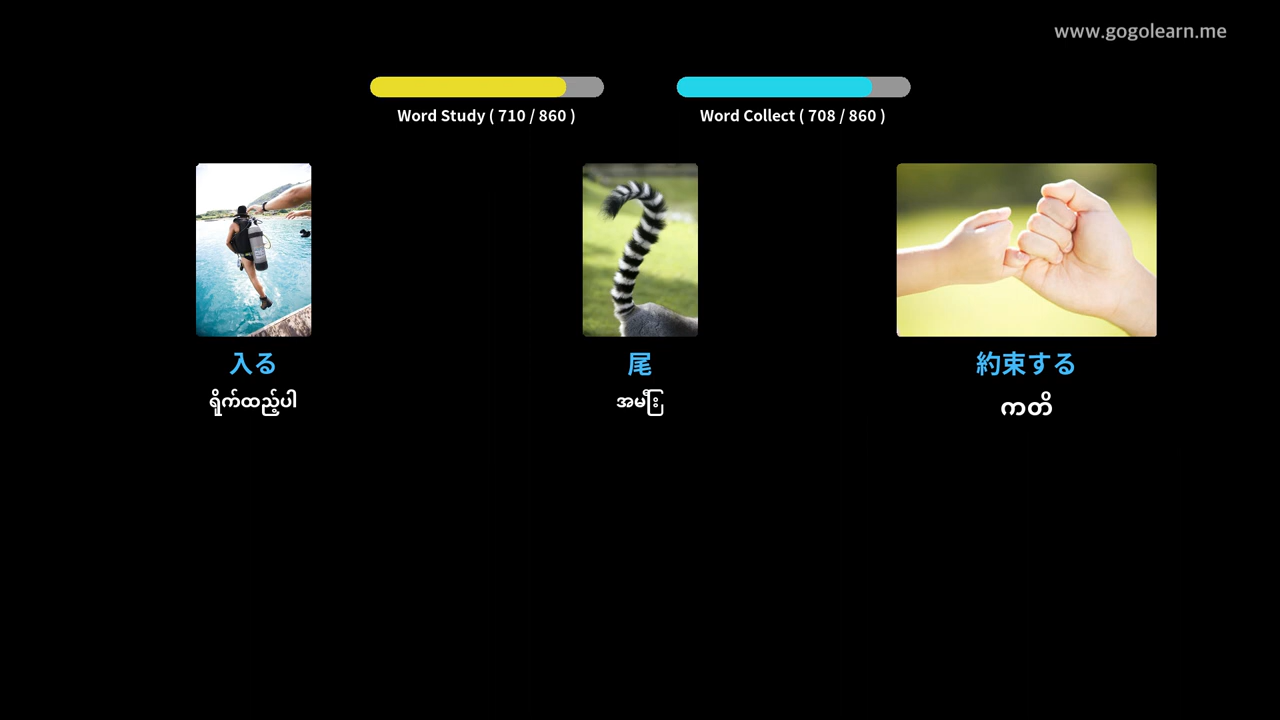 www.gogolearn.me
Word Study ( 710 / 860 )
Word Collect ( 708 / 860 )
入る
尾
約束する
ရိုက်ထည့်ပါ
အမြီး
ကတိ